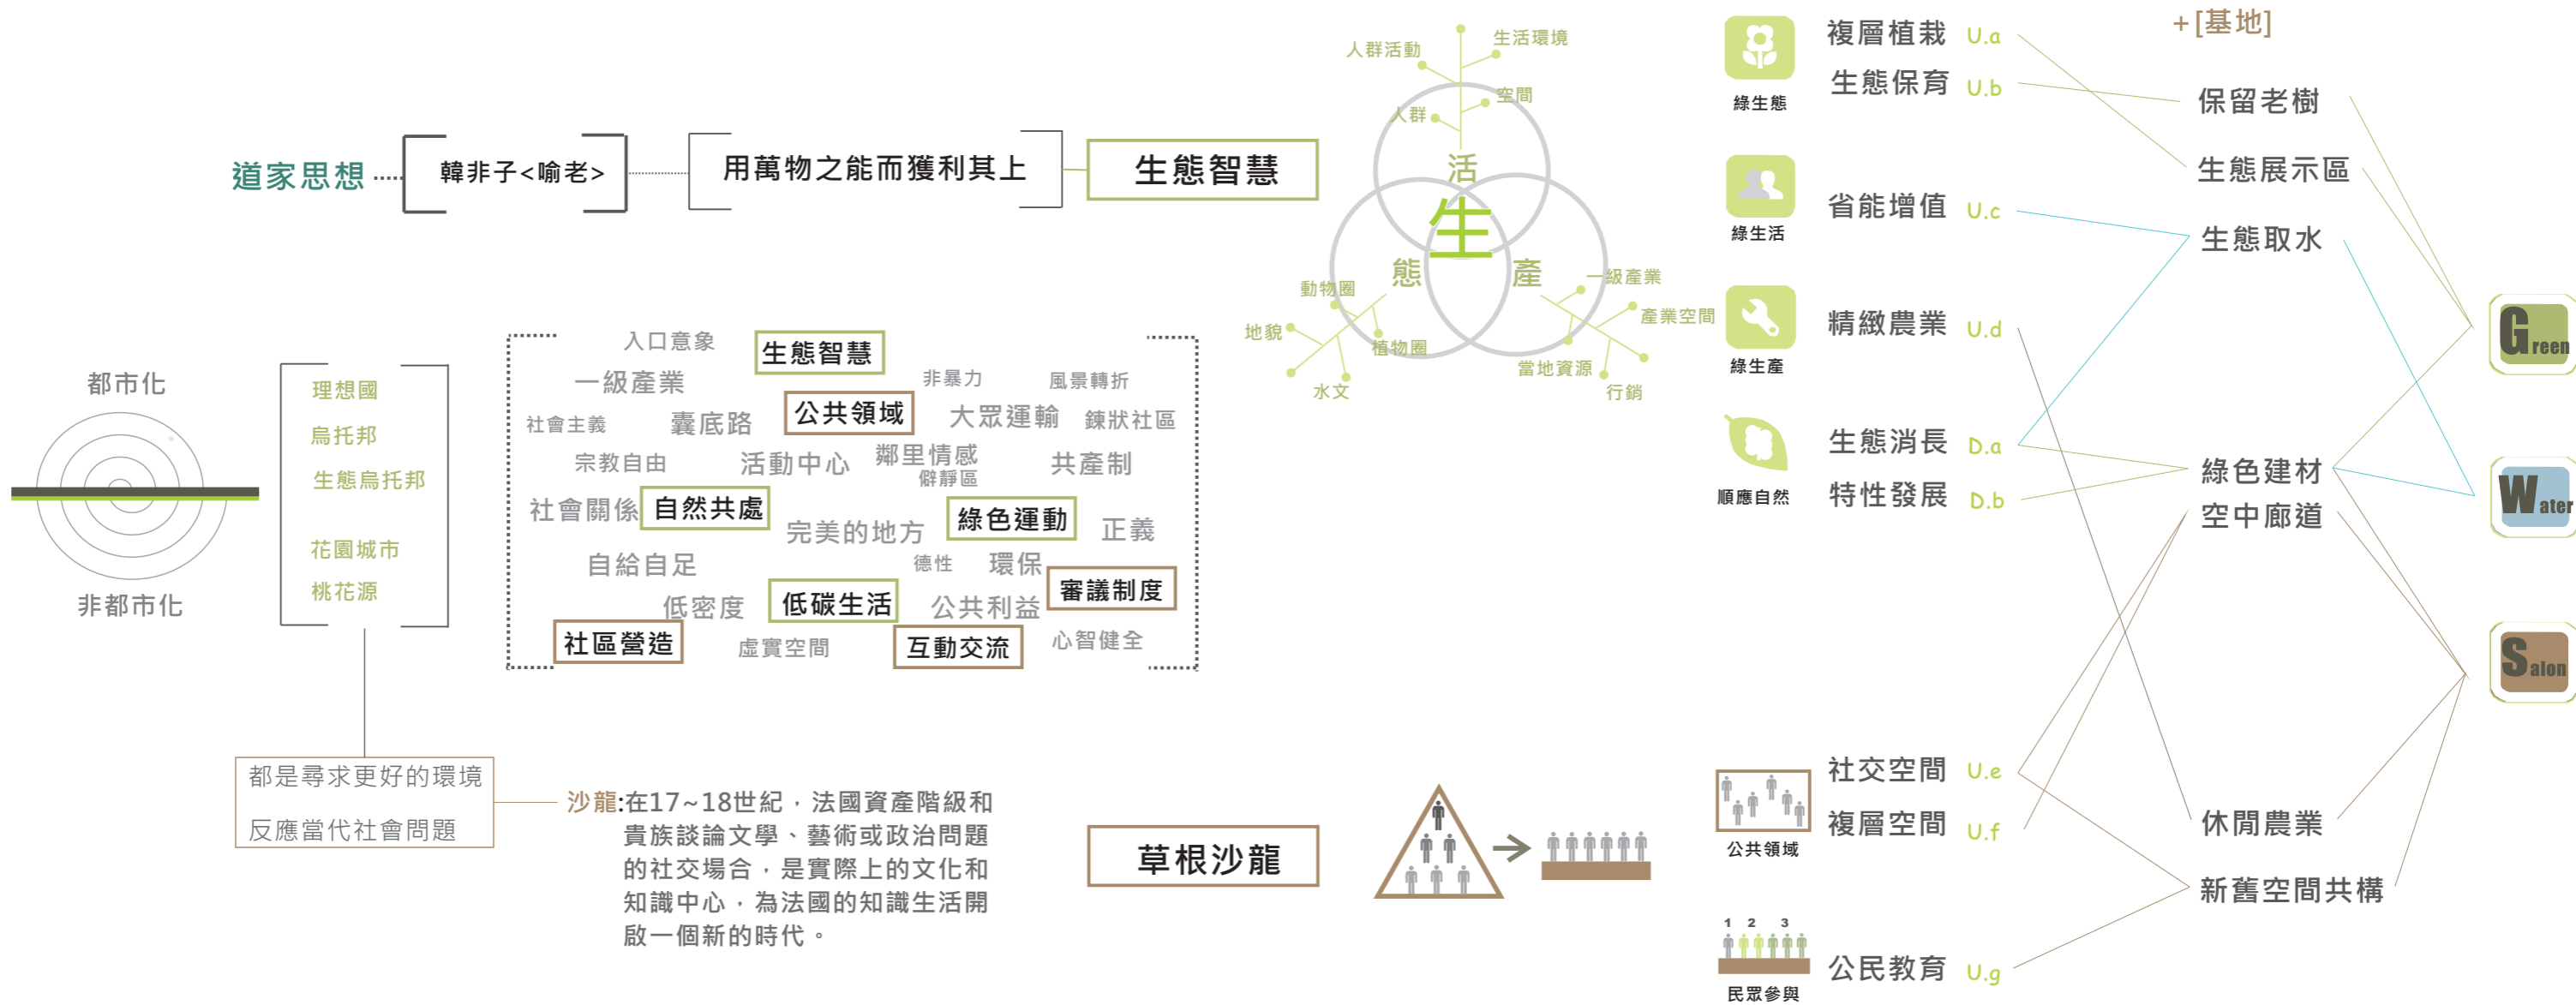 道家思想
韓非子<喻老>
用萬物之能而獲利其上
生態智慧
都市化
非都市化
理想國
烏托邦
生態烏托邦
花園城市
桃花源
入口意象
生態智慧
一級產業
非暴力
風景轉折
社會主義
囊底路
公共領域
大眾運輸
鍊狀社區
宗教自由
活動中心
鄰里情感
僻靜區
共產制
社會關係
自然共處
完美的地方
綠色運動
正義
自給自足
德性
環保
審議制度
低密度
低碳生活
公共利益
社區營造
虛實空間
互動交流
心智健全
都是尋求更好的環境
反應當代社會問題
沙龍:在17~18世紀，法國資產階級和
貴族談論文學、藝術或政治問題
的社交場合，是實際上的文化和
知識中心，為法國的知識生活開
啟一個新的時代。
草根沙龍
人群活動
生活環境
空間
人群
活
生
態
產
動物圈
地貌
植物圈
水文
一級產業
產業空間
當地資源
行銷
綠生態
複層植栽 U.a
生態保育 U.b
綠生活
省能增值 U.c
綠生產
精緻農業 U.d
順應自然
生態消長 D.a
特性發展 D.b
公共領域
社交空間 U.e
複層空間 U.f
1 2 3
民眾參與
公民教育 U.g
+[基地]
保留老樹
生態展示區
生態取水
綠色建材
空中廊道
休閒農業
新舊空間共構
Green
Water
Salon